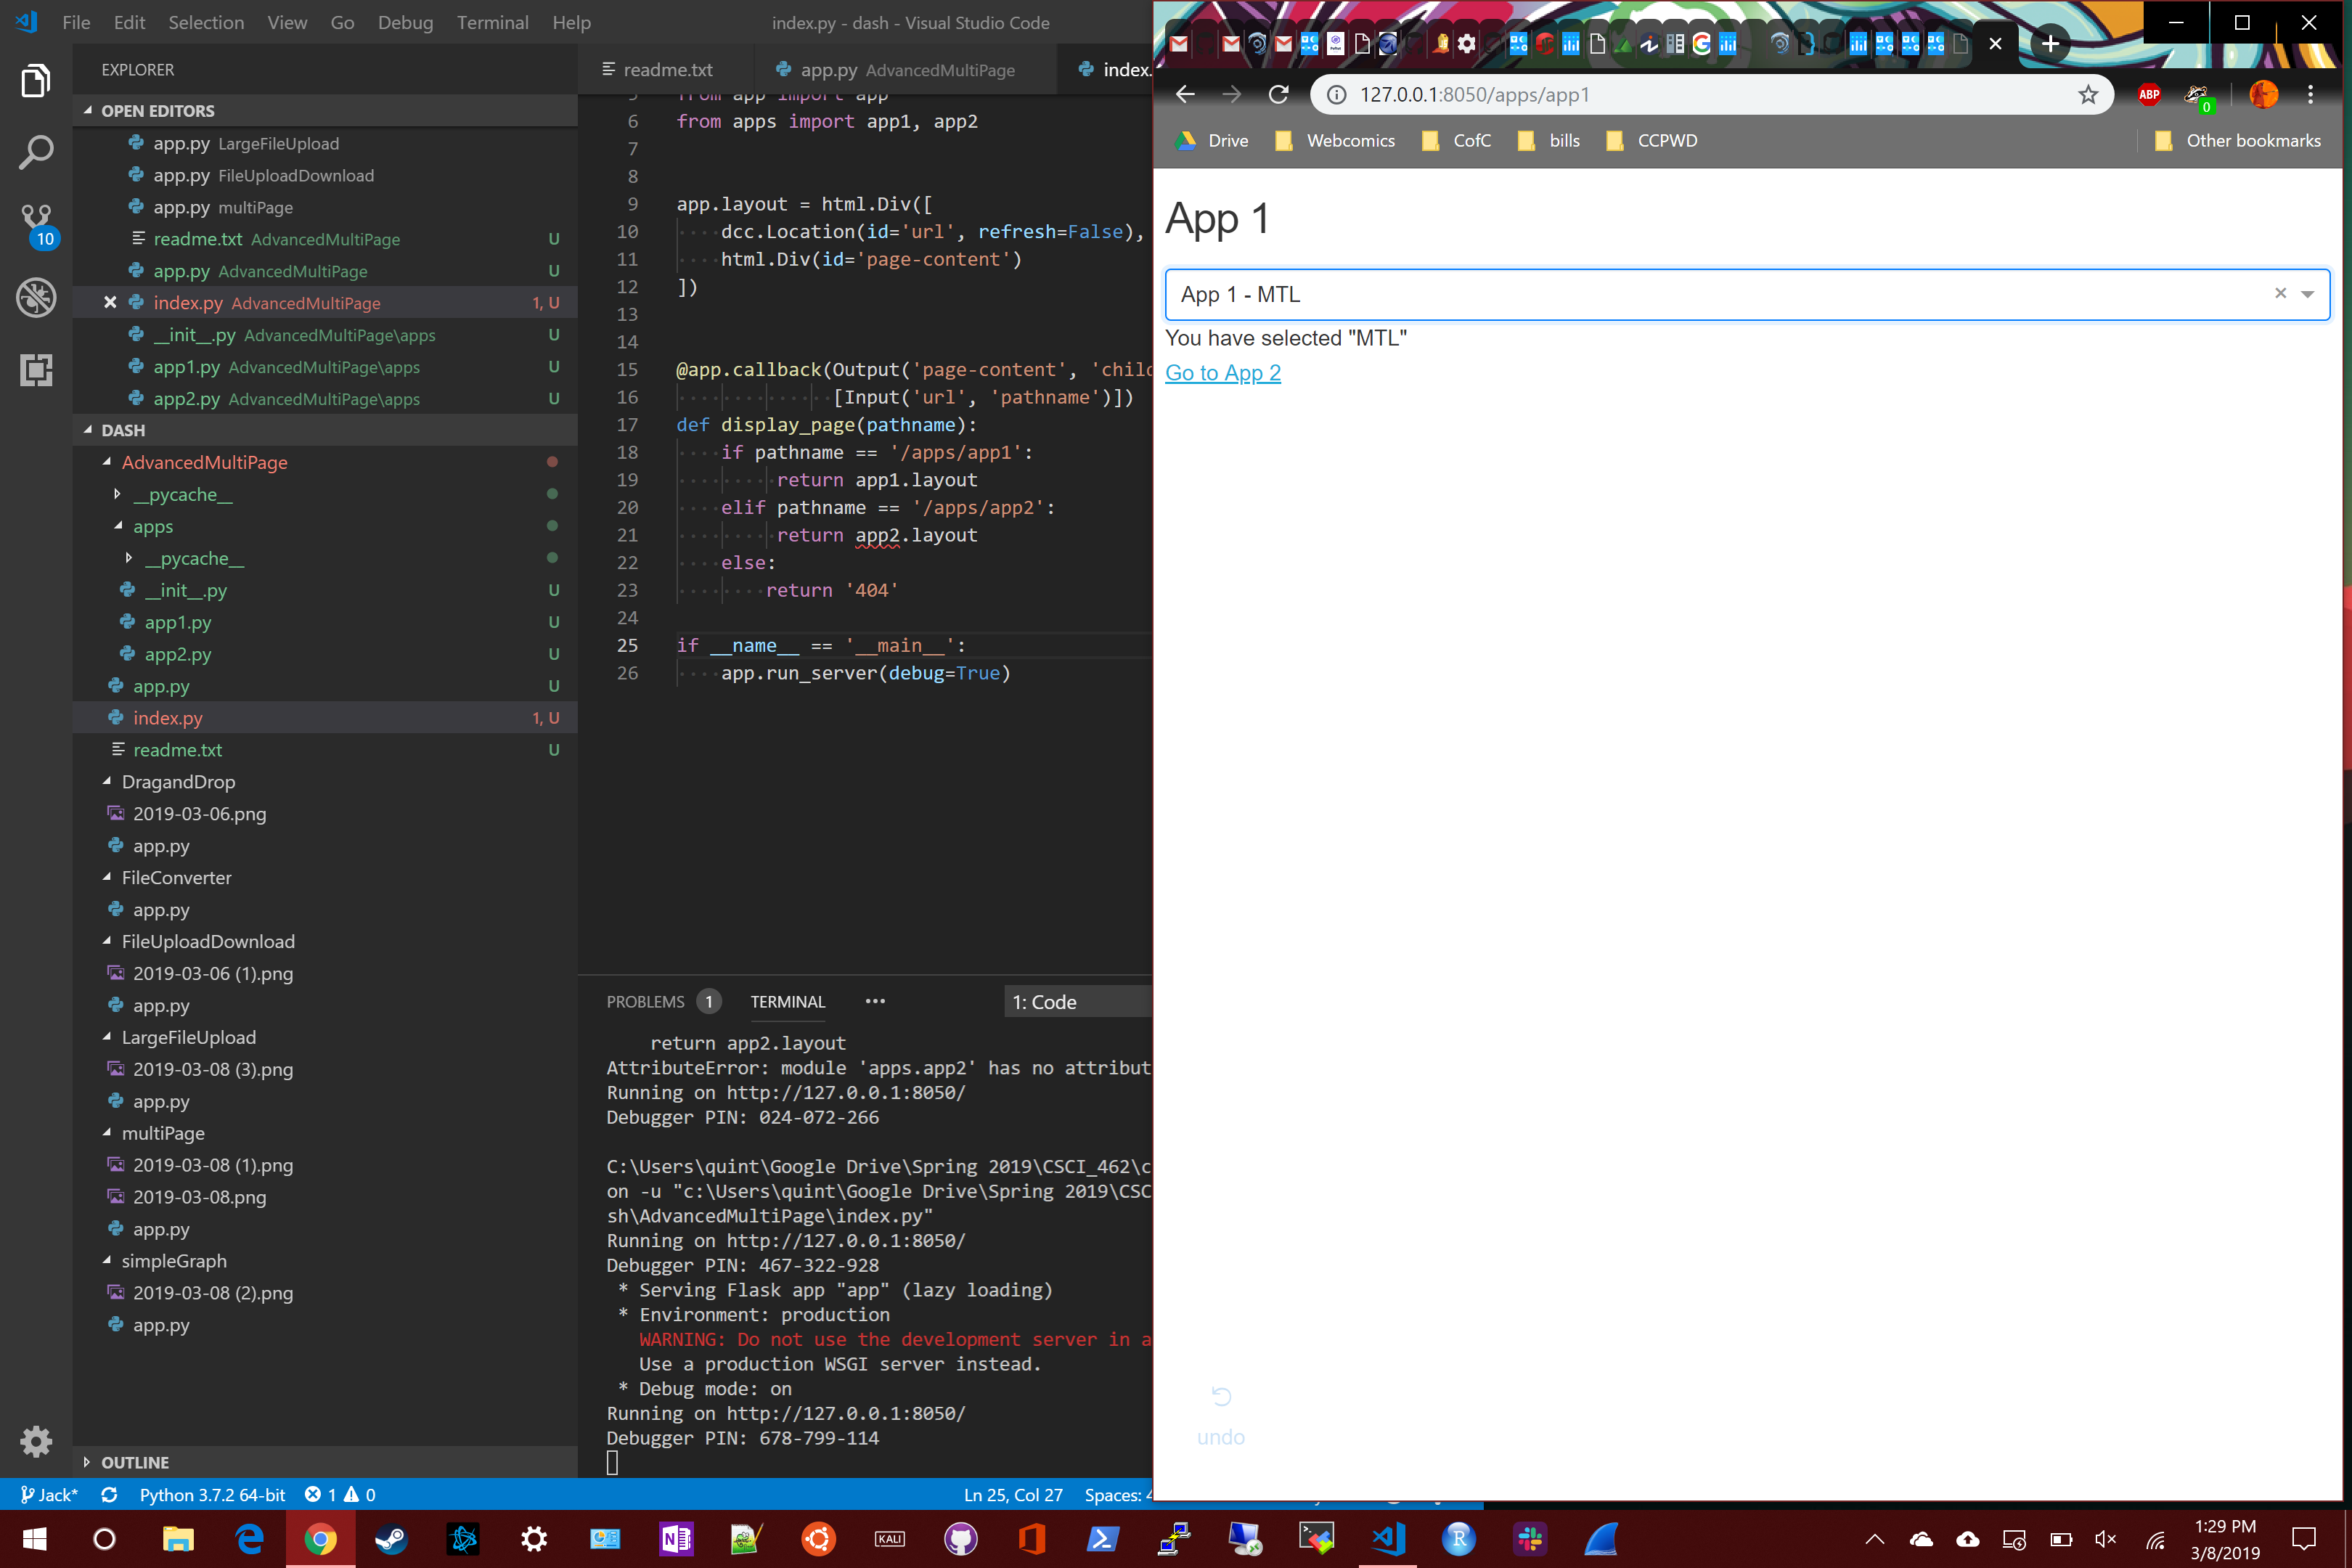 File Edit Selection View Go Debug Terminal Help
index.py - dash - Visual Studio Code
EXPLORER
OPEN EDITORS
app.py LargeFileUpload
app.py FileUploadDownload
app.py multiPage
readme.txt AdvancedMultiPage U
app.py AdvancedMultiPage U
index.py AdvancedMultiPage 1, U
__init__.py AdvancedMultiPage\apps U
app1.py AdvancedMultiPage\apps U
app2.py AdvancedMultiPage\apps U
10
DASH
AdvancedMultiPage
__pycache__
apps
__pycache__
__init__.py U
app1.py U
app2.py U
app.py U
index.py 1, U
readme.txt U
DragandDrop
2019-03-06.png
app.py
FileConverter
app.py
FileUploadDownload
2019-03-06 (1).png
app.py
LargeFileUpload
2019-03-08 (3).png
app.py
multiPage
2019-03-08 (1).png
2019-03-08.png
app.py
simpleGraph
2019-03-08 (2).png
app.py
OUTLINE
readme.txt app.py AdvancedMultiPage index.
5 from app import app
6 from apps import app1, app2
7
8
9 app.layout = html.Div([
10 dcc.Location(id='url', refresh=False),
11 html.Div(id='page-content')
12 ])
13
14
15 @app.callback(Output('page-content', 'chil
16 [Input('url', 'pathname')])
17 def display_page(pathname):
18 if pathname == '/apps/app1':
19 return app1.layout
20 elif pathname == '/apps/app2':
21 return app2.layout
22 else:
23 return '404'
24
25 if __name__ == '__main__':
26 app.run_server(debug=True)
PROBLEMS 1 TERMINAL ••• 1: Code
return app2.layout
AttributeError: module 'apps.app2' has no attribut
Running on http://127.0.0.1:8050/
Debugger PIN: 024-072-266
C:\Users\quint\Google Drive\Spring 2019\CSCI_462\c
on -u "c:\Users\quint\Google Drive\Spring 2019\CSC
sh\AdvancedMultiPage\index.py"
Running on http://127.0.0.1:8050/
Debugger PIN: 467-322-928
* Serving Flask app "app" (lazy loading)
* Environment: production
WARNING: Do not use the development server in a
Use a production WSGI server instead.
* Debug mode: on
Running on http://127.0.0.1:8050/
Debugger PIN: 678-799-114
Jack* Python 3.7.2 64-bit 1 0 Ln 25, Col 27 Spaces:
127.0.0.1:8050/apps/app1
ABP 0
Drive Webcomics CofC bills CCPWD Other bookmarks
App 1
App 1 - MTL
You have selected "MTL"
Go to App 2
undo
KALI
1:29 PM
3/8/2019